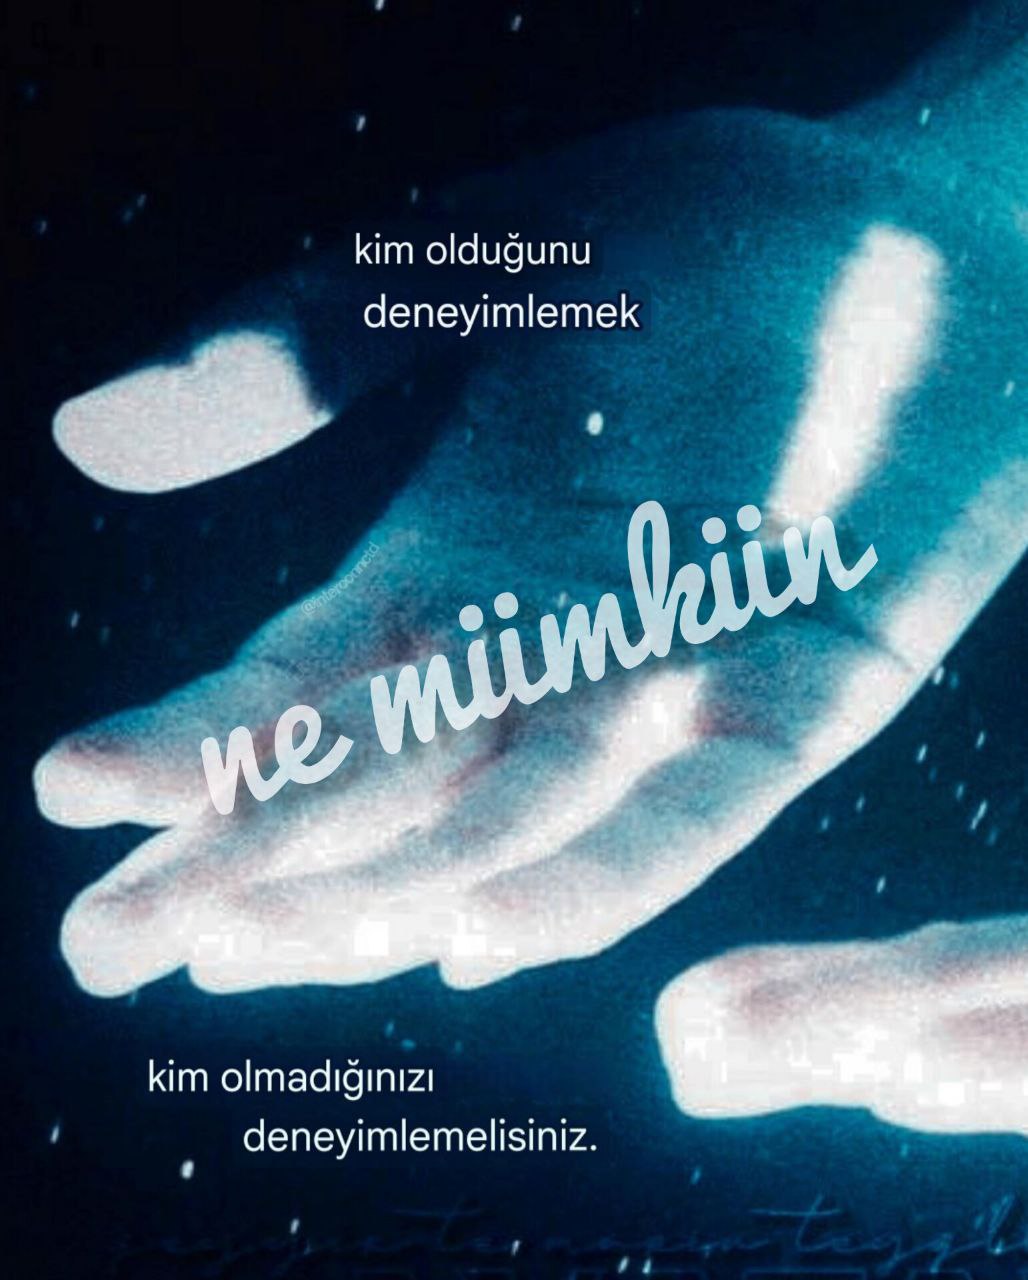 kim olduğunu
deneyimlemek
ne mümkün
kim olmadığınızı
deneyimlemelisiniz.